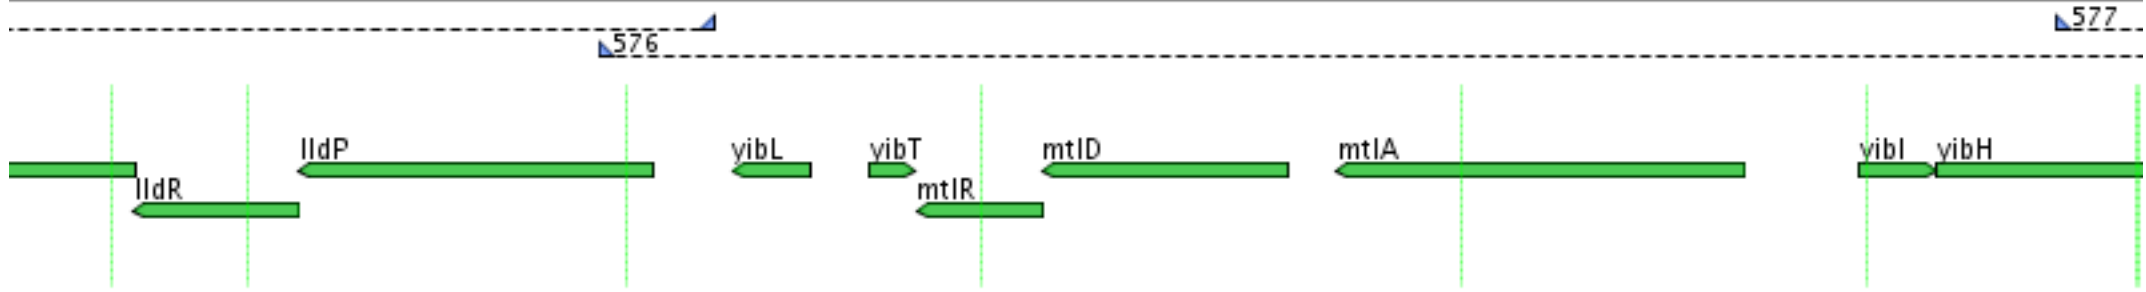 577
576
lldP yibL yibT mtlD mtlA yibI yibH
lldR mtlR